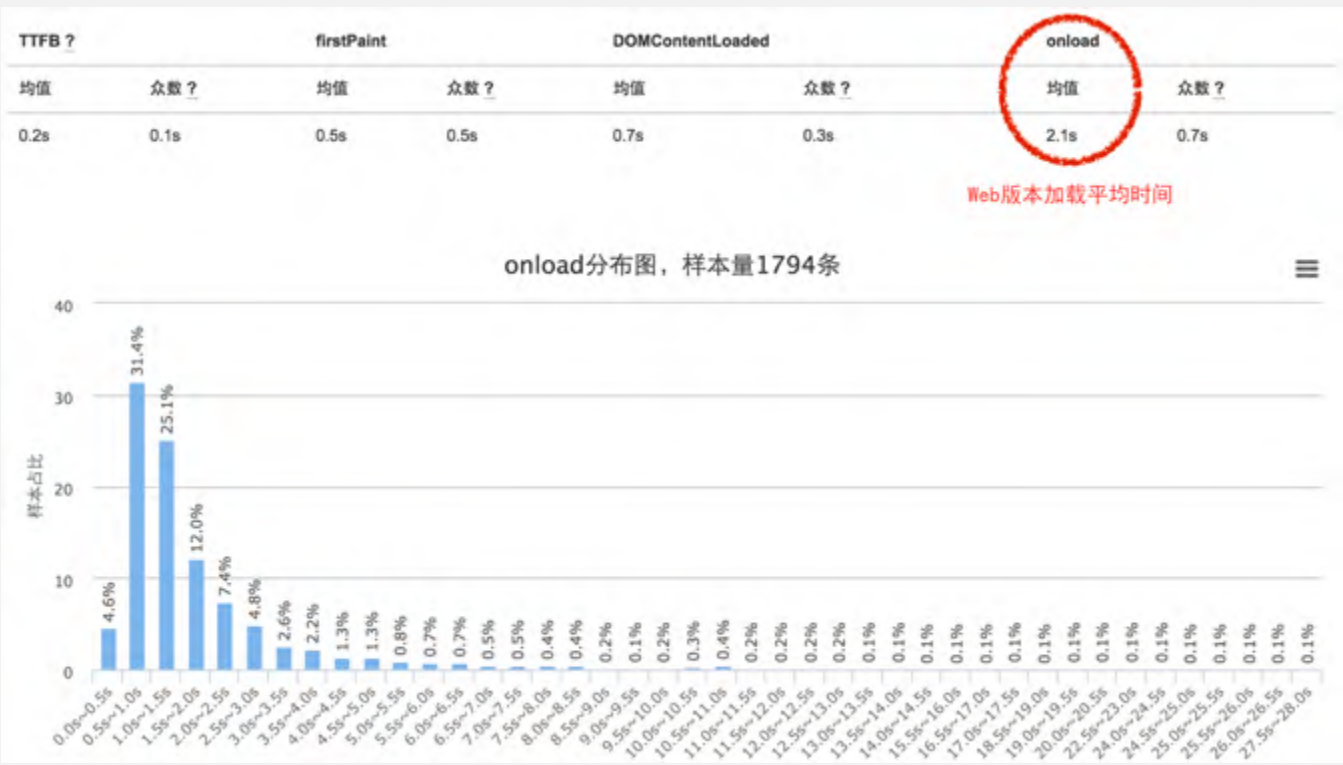 TTFB ? firstPaint DOMContentLoaded onload
均值 众数 ? 均值 众数 ? 均值 众数 ? 均值 众数 ?
0.2s 0.1s 0.5s 0.5s 0.7s 0.3s 2.1s 0.7s
Web版本加载平均时间
onload分布图，样本量1794条
40
30
20
10
0
样本占比
4.6% 31.4% 25.1% 12.0% 7.4% 4.8% 2.6% 2.2% 1.3% 1.3% 0.8% 0.7% 0.7% 0.5% 0.5% 0.4% 0.4% 0.2% 0.1% 0.2% 0.3% 0.4% 0.2% 0.2% 0.2% 0.2% 0.1% 0.1% 0.1% 0.1% 0.1% 0.1% 0.1% 0.1% 0.1% 0.1% 0.1% 0.1% 0.1% 0.1% 0.1% 0.1%
0.0s~0.5s 0.5s~1.0s 1.0s~1.5s 1.5s~2.0s 2.0s~2.5s 2.5s~3.0s 3.0s~3.5s 3.5s~4.0s 4.0s~4.5s 4.5s~5.0s 5.0s~5.5s 5.5s~6.0s 6.0s~6.5s 6.5s~7.0s 7.0s~7.5s 7.5s~8.0s 8.0s~8.5s 8.5s~9.0s 9.0s~9.5s 9.5s~10.0s 10.0s~10.5s 10.5s~11.0s 11.0s~11.5s 11.5s~12.0s 12.0s~12.5s 12.5s~13.0s 13.0s~13.5s 13.5s~14.0s 14.0s~14.5s 15.5s~16.0s 16.5s~17.0s 17.0s~17.5s 18.5s~19.0s 19.0s~19.5s 20.0s~20.5s 22.5s~23.0s 24.0s~24.5s 24.5s~25.0s 25.0s~25.5s 25.5s~26.0s 26.0s~26.5s 27.5s~28.0s